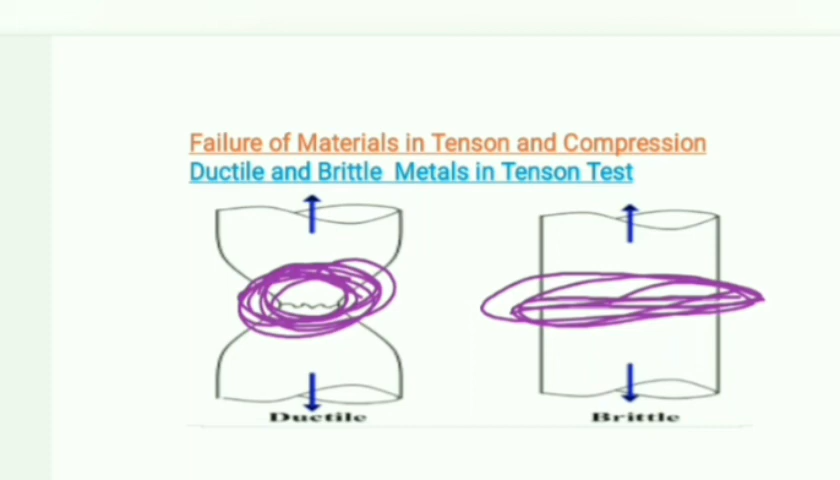 Failure of Materials in Tenson and Compression
Ductile and Brittle Metals in Tenson Test
Ductile
Brittle